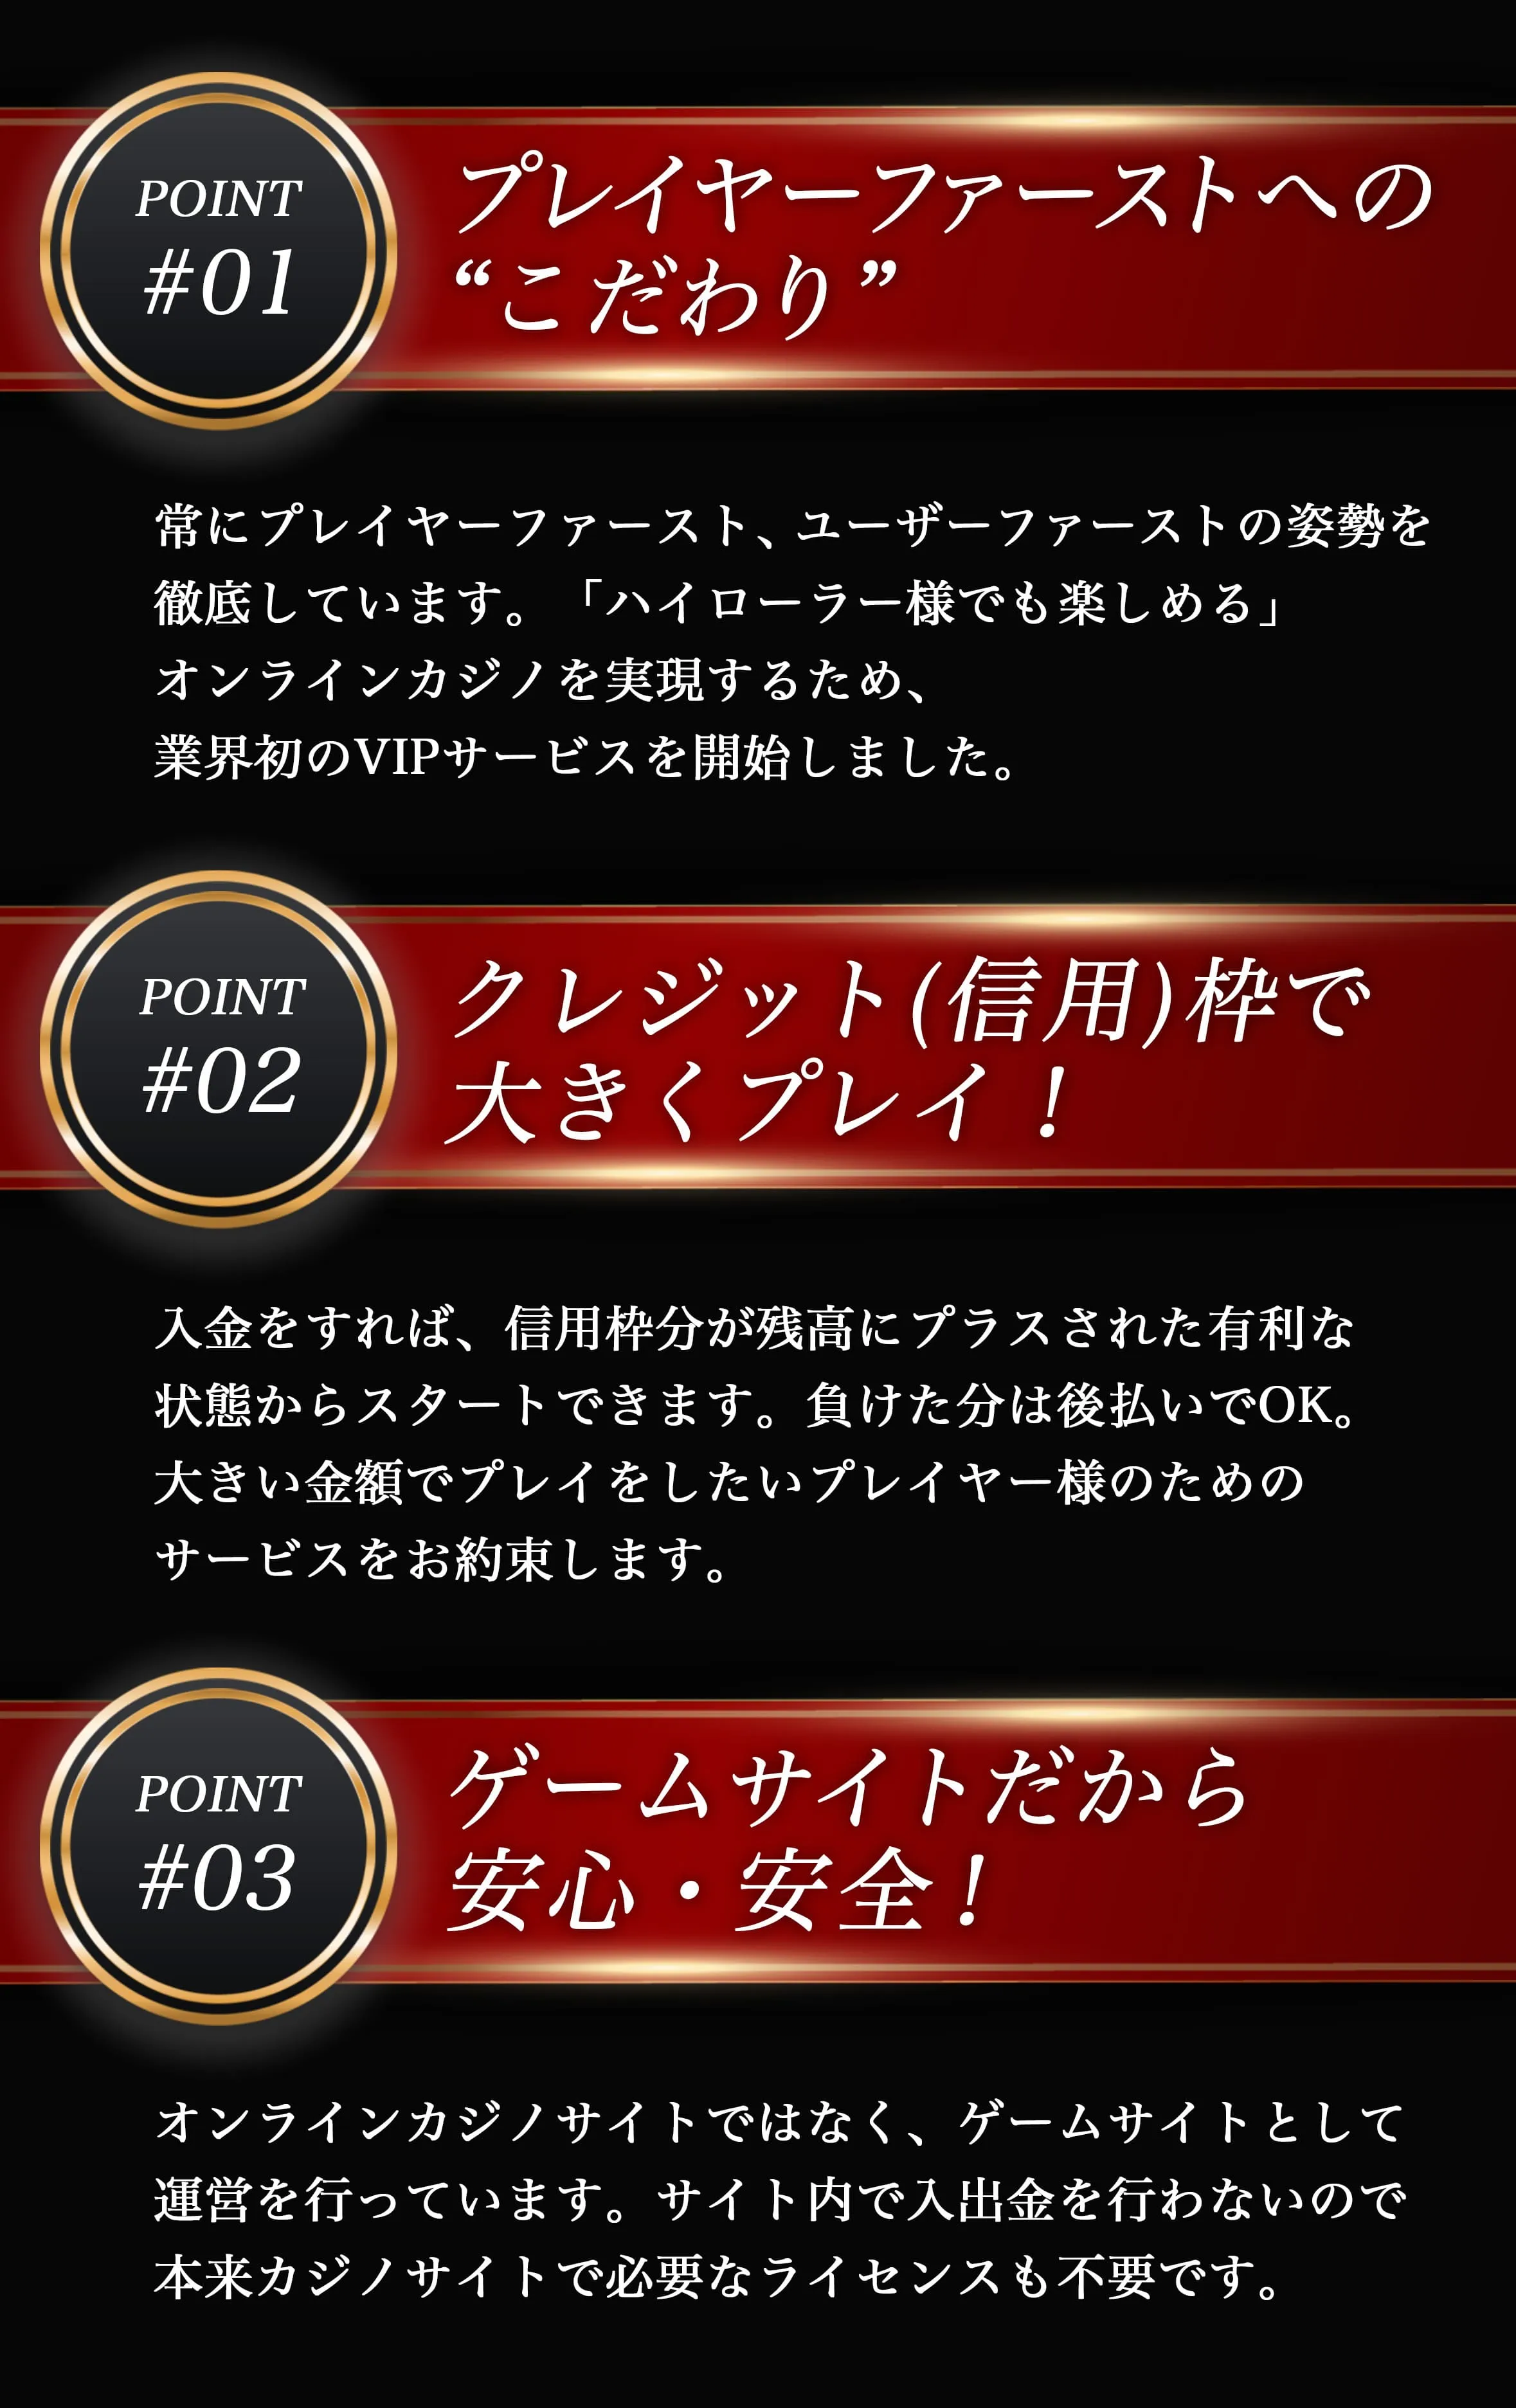 POINT
#01
プレイヤーファーストへの
“こだわり”
常にプレイヤーファースト、ユーザーファーストの姿勢を
徹底しています。「ハイローラー様でも楽しめる」
オンラインカジノを実現するため、
業界初のVIPサービスを開始しました。
POINT
#02
クレジット(信用)枠で
大きくプレイ！
入金をすれば、信用枠分が残高にプラスされた有利な
状態からスタートできます。負けた分は後払いでOK。
大きい金額でプレイをしたいプレイヤー様のための
サービスをお約束します。
POINT
#03
ゲームサイトだから
安心・安全！
オンラインカジノサイトではなく、ゲームサイトとして
運営を行っています。サイト内で入出金を行わないので
本来カジノサイトで必要なライセンスも不要です。